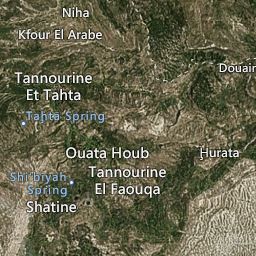 Niha
Kfour El Arabe
Douair
Tannourine
Et Tahta
Tahta Spring
Ouata Houb
Ḥurata
Tannourine
El Faouqa
Shi'biyah
Spring
Shatine